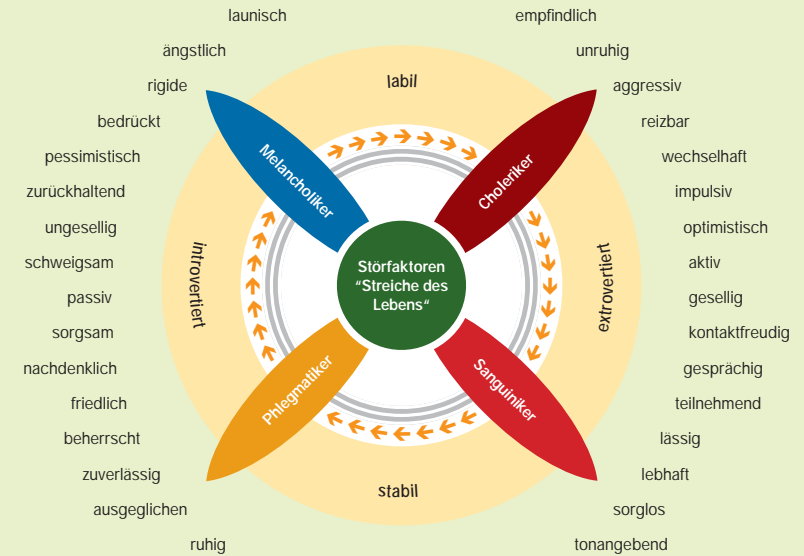 launisch
ängstlich
rigide
bedrückt
pessimistisch
zurückhaltend
ungesellig
schweigsam
passiv
sorgsam
nachdenklich
friedlich
beherrscht
zuverlässig
ausgeglichen
ruhig
labil
introvertiert
extrovertiert
stabil
Melancholiker
Choleriker
Phlegmatiker
Sanguiniker
Störfaktoren
“Streiche des
Lebens“
empfindlich
unruhig
aggressiv
reizbar
wechselhaft
impulsiv
optimistisch
aktiv
gesellig
kontaktfreudig
gesprächig
teilnehmend
lässig
lebhaft
sorglos
tonangebend